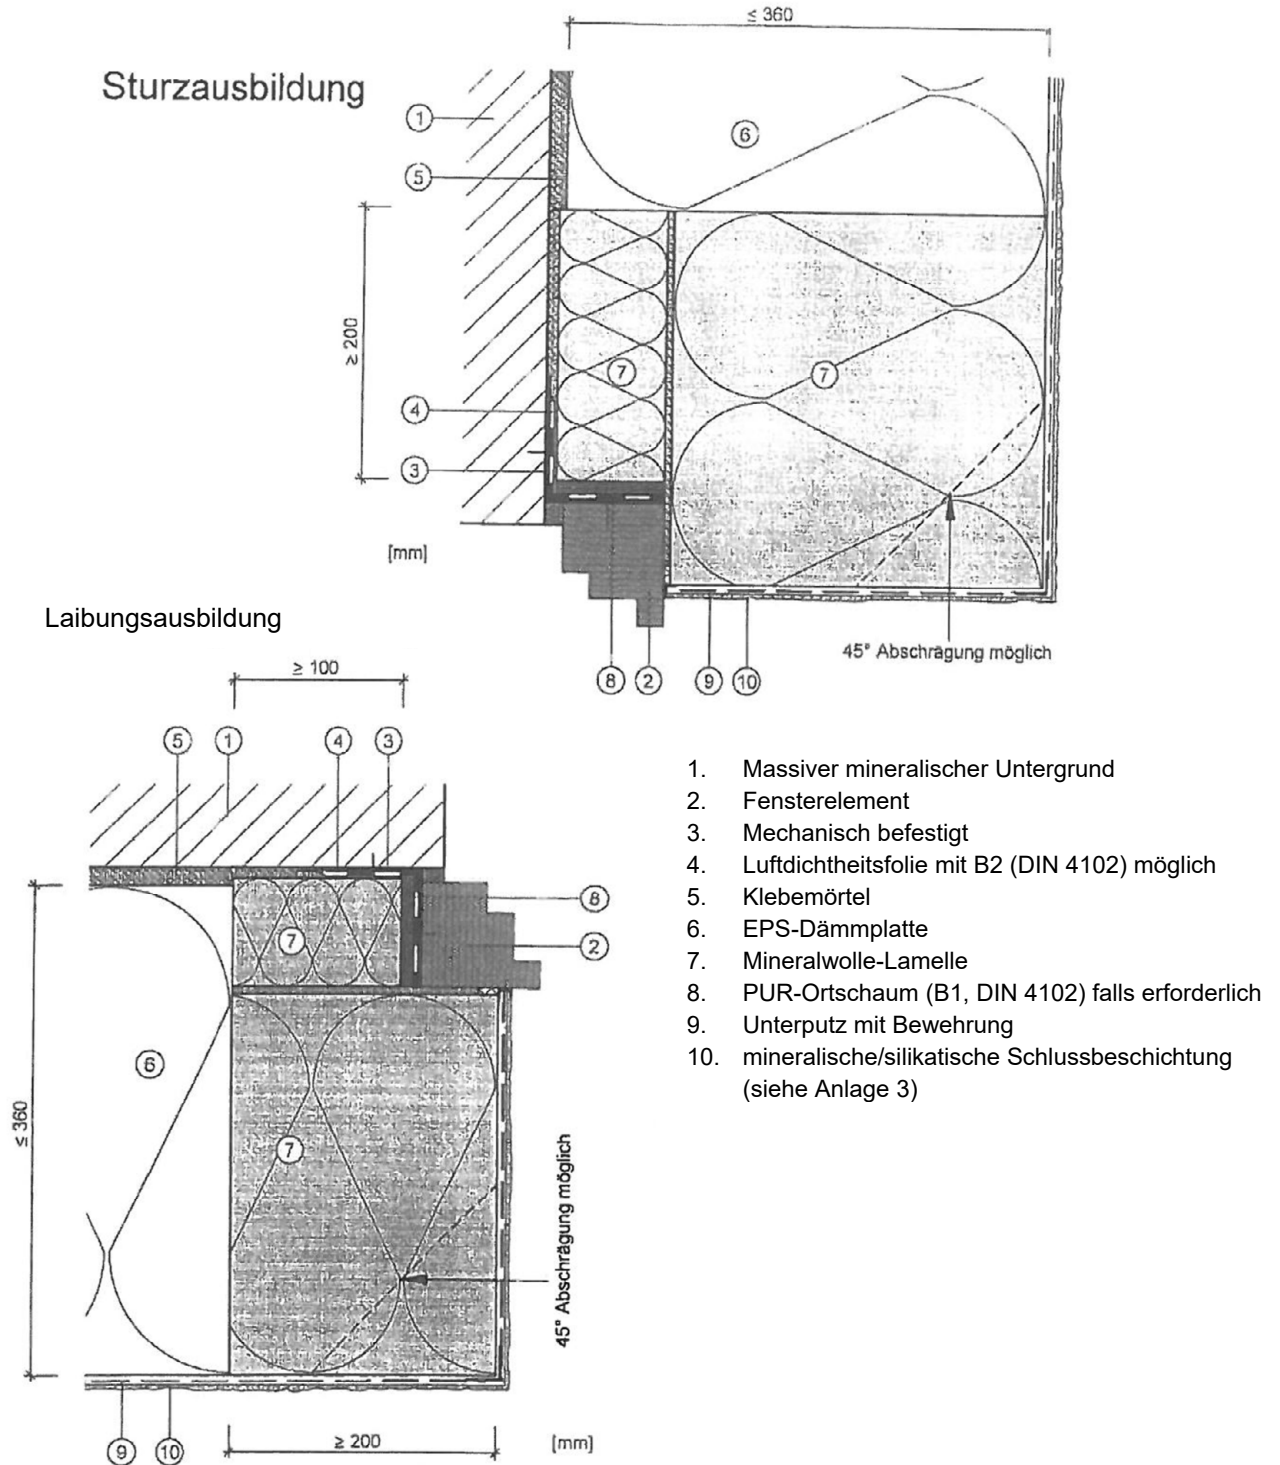 ≤ 360
Sturzausbildung
1
6
5
≥ 200
7
7
4
3
[mm]
45° Abschrägung möglich
8 2 9 10
Laibungsausbildung
≥ 100
5 1 4 3
8
7
2
6
≤ 360
7
45° Abschrägung möglich
9 10
≥ 200
[mm]
1. Massiver mineralischer Untergrund
2. Fensterelement
3. Mechanisch befestigt
4. Luftdichtheitsfolie mit B2 (DIN 4102) möglich
5. Klebemörtel
6. EPS-Dämmplatte
7. Mineralwolle-Lamelle
8. PUR-Ortschaum (B1, DIN 4102) falls erforderlich
9. Unterputz mit Bewehrung
10. mineralische/silikatische Schlussbeschichtung
(siehe Anlage 3)